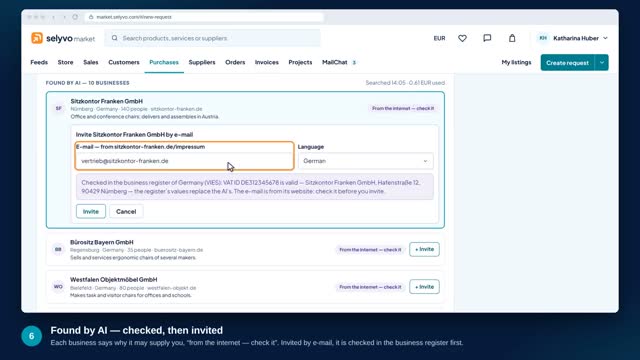 market.selyvo.com/#/new-request
selyvo market
Search products, services or suppliers
EUR
KH
Katharina Huber
Feeds Store Sales Customers Purchases Suppliers Orders Invoices Projects MailChat 3 My listings Create request
FOUND BY AI — 10 BUSINESSES
Searched 14:05 · 0.61 EUR used
SF
Sitzkontor Franken GmbH
Nürnberg · Germany · 140 people · sitzkontor-franken.de
Office and conference chairs; delivers and assembles in Austria.
From the internet — check it
Invite Sitzkontor Franken GmbH by e-mail
E-mail — from sitzkontor-franken.de/impressum
Language
vertrieb@sitzkontor-franken.de
German
Checked in the business register of Germany (VIES): VAT ID DE312345678 is valid — Sitzkontor Franken GmbH, Hafenstraße 12,
90429 Nürnberg — the register's values replace the AI's. The e-mail is from its website: check it before you invite.
Invite
Cancel
BB
Bürositz Bayern GmbH
Regensburg · Germany · 35 people · buerositz-bayern.de
Sells and services ergonomic chairs of several makers.
From the internet — check it
+ Invite
WO
Westfalen Objektmöbel GmbH
Bielefeld · Germany · 80 people · westfalen-objekt.de
Makes task and visitor chairs for offices and schools.
From the internet — check it
+ Invite
6
Found by AI — checked, then invited
Each business says why it may supply you, "from the internet — check it". Invited by e-mail, it is checked in the business register first.